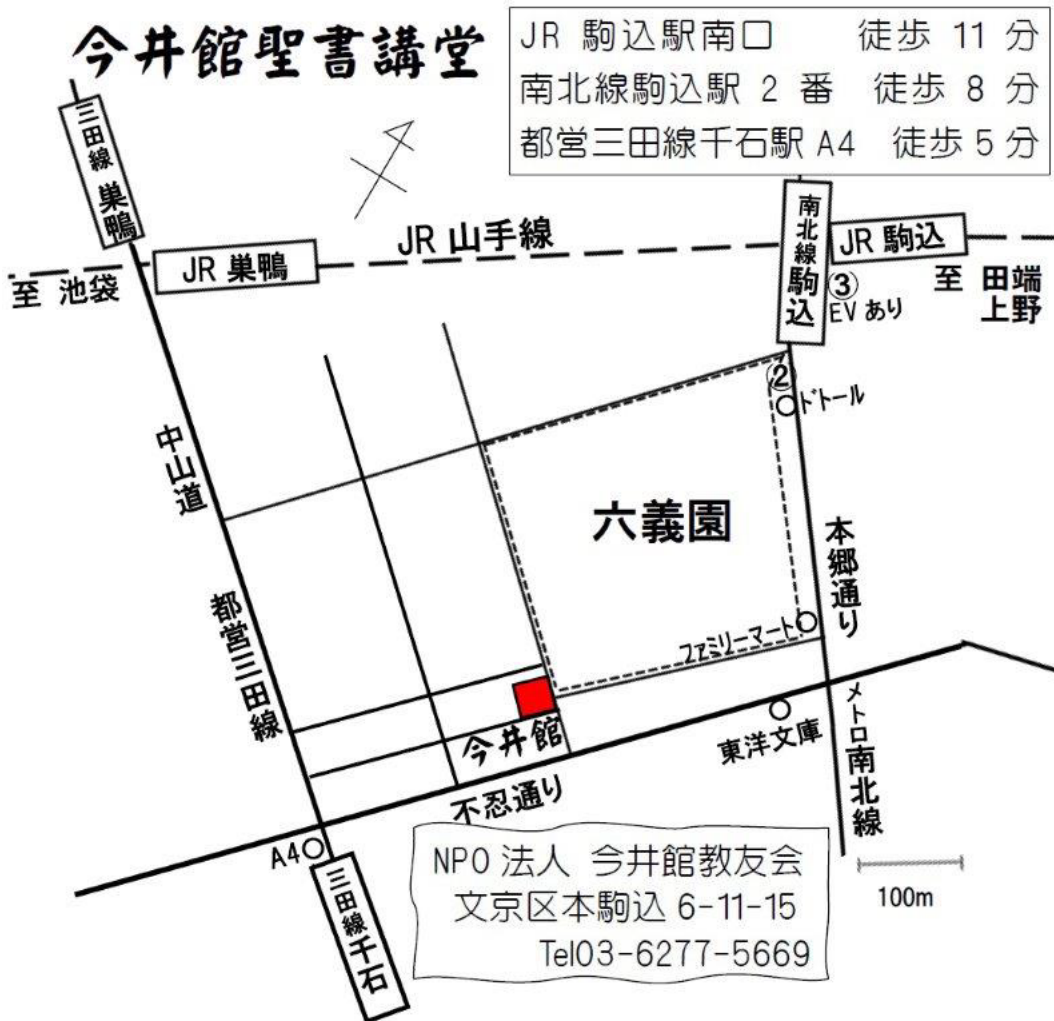 今井館聖書講堂
JR 駒込駅南口 徒歩 11 分
南北線駒込駅 2 番 徒歩 8 分
都営三田線千石駅 A4 徒歩 5 分
三田線 巣鴨
JR 巣鴨
JR 山手線
南北線 駒込
JR 駒込
至 池袋
③
EV あり
至 田端
上野
②
ドトール
中山道
六義園
本郷通り
都営三田線
ファミリーマート
今井館
東洋文庫
メトロ南北線
不忍通り
A4
三田線 千石
NPO 法人 今井館教友会
文京区本駒込 6-11-15
Tel03-6277-5669
100m